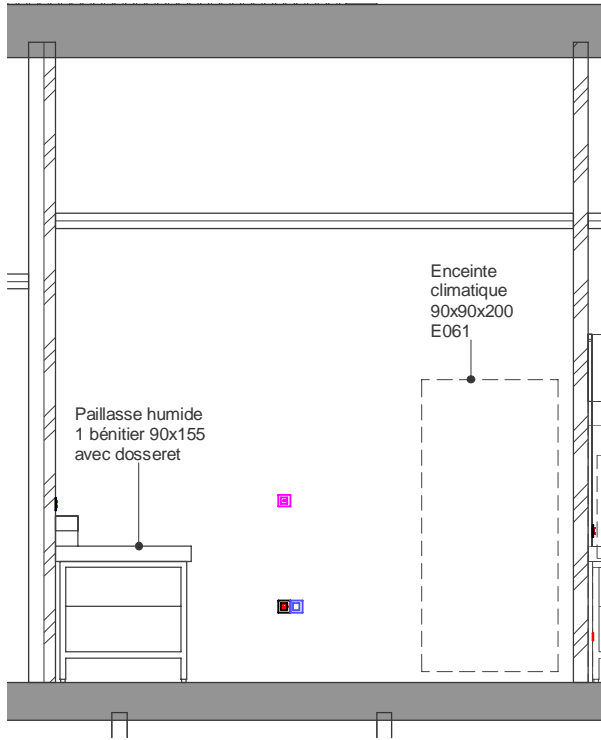 Enceinte
climatique
90x90x200
E061
Paillasse humide
1 bénitier 90x155
avec dosseret